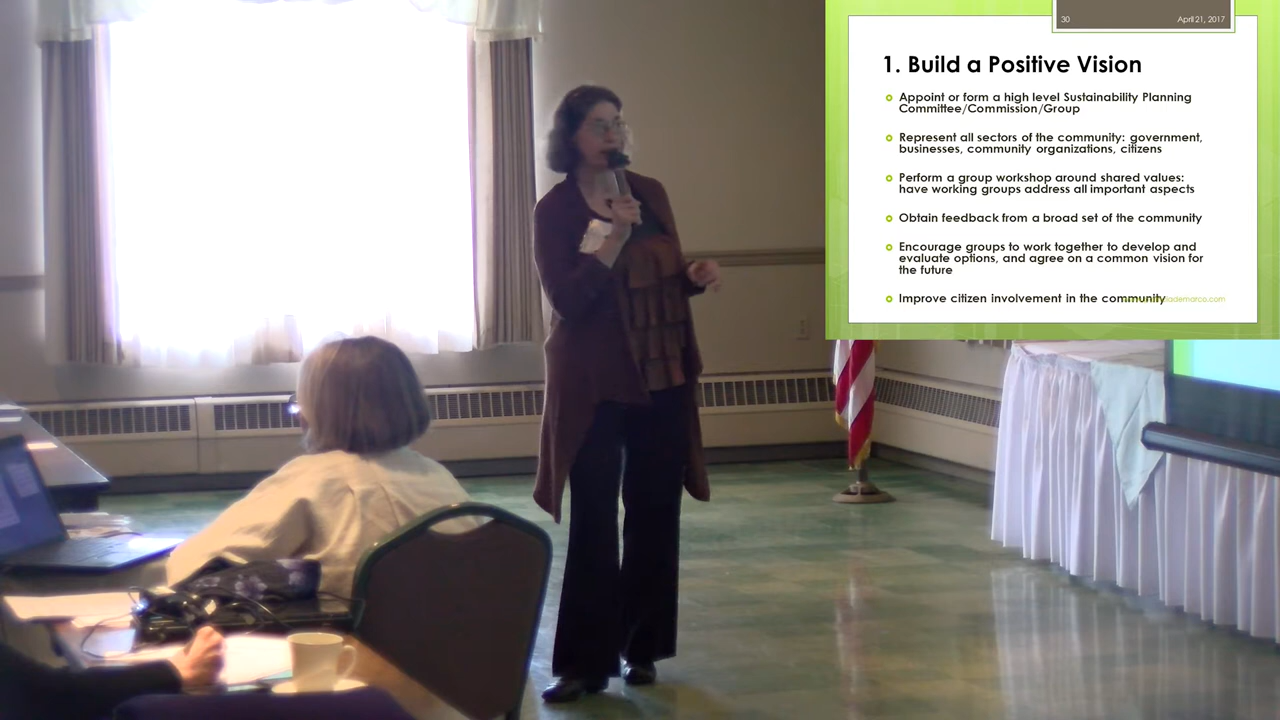 30
April 21, 2017
1. Build a Positive Vision
Appoint or form a high level Sustainability Planning
Committee/Commission/Group
Represent all sectors of the community: government,
businesses, community organizations, citizens
Perform a group workshop around shared values:
have working groups address all important aspects
Obtain feedback from a broad set of the community
Encourage groups to work together to develop and
evaluate options, and agree on a common vision for
the future
Improve citizen involvement in the community